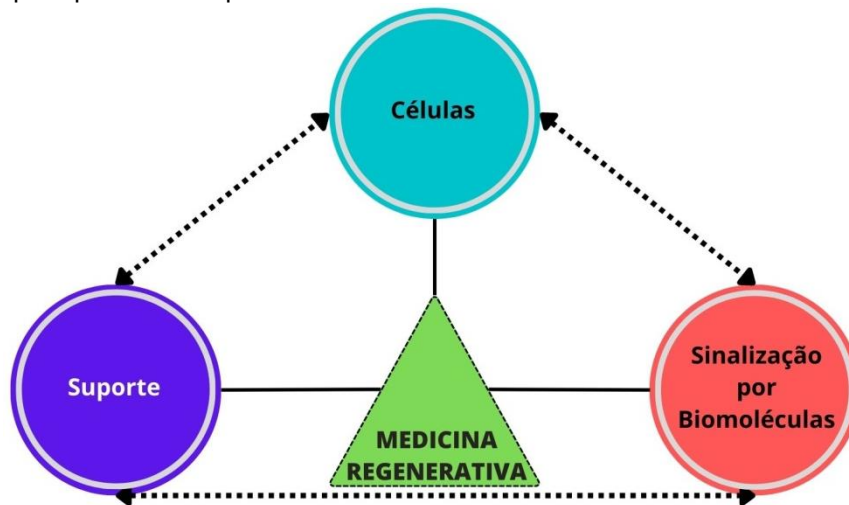 Células
Suporte
Sinalização
por
Biomoléculas
MEDICINA
REGENERATIVA